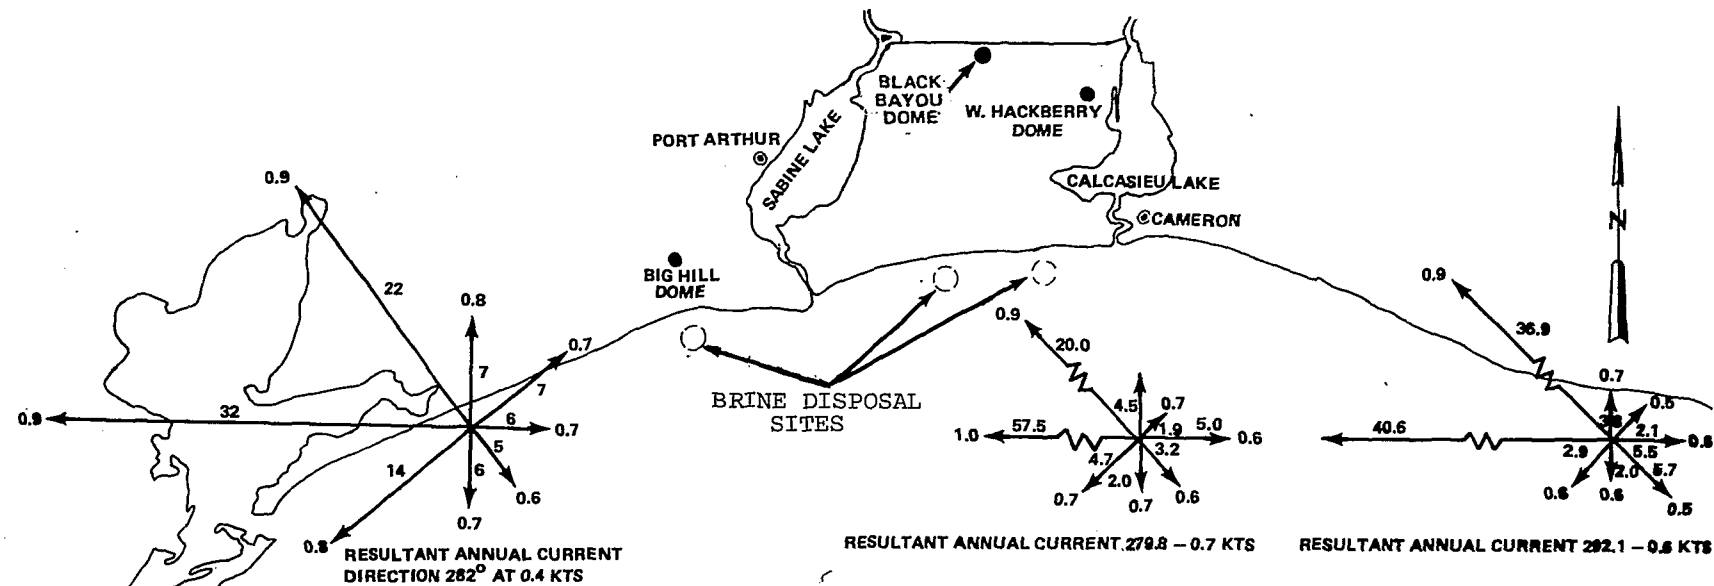 BLACK
BAYOU
DOME
W. HACKBERRY
DOME
PORT ARTHUR
SABINE LAKE
CALCASIEU LAKE
CAMERON
N
BIG HILL
DOME
BRINE DISPOSAL
SITES
0.9
22
0.8
0.7
7
7
32
0.9
6
0.7
5
14
6
0.6
0.7
0.8
RESULTANT ANNUAL CURRENT
DIRECTION 262° AT 0.4 KTS
0.9
20.0
4.5
0.7
1.9
5.0
0.6
57.5
1.0
4.7
3.2
2.0
0.7
0.7
0.6
RESULTANT ANNUAL CURRENT 279.8 – 0.7 KTS
0.9
36.9
0.7
0.5
2.1
40.6
2.9
5.5
2.0
5.7
0.6
0.6
0.5
RESULTANT ANNUAL CURRENT 292.1 – 0.6 KTS